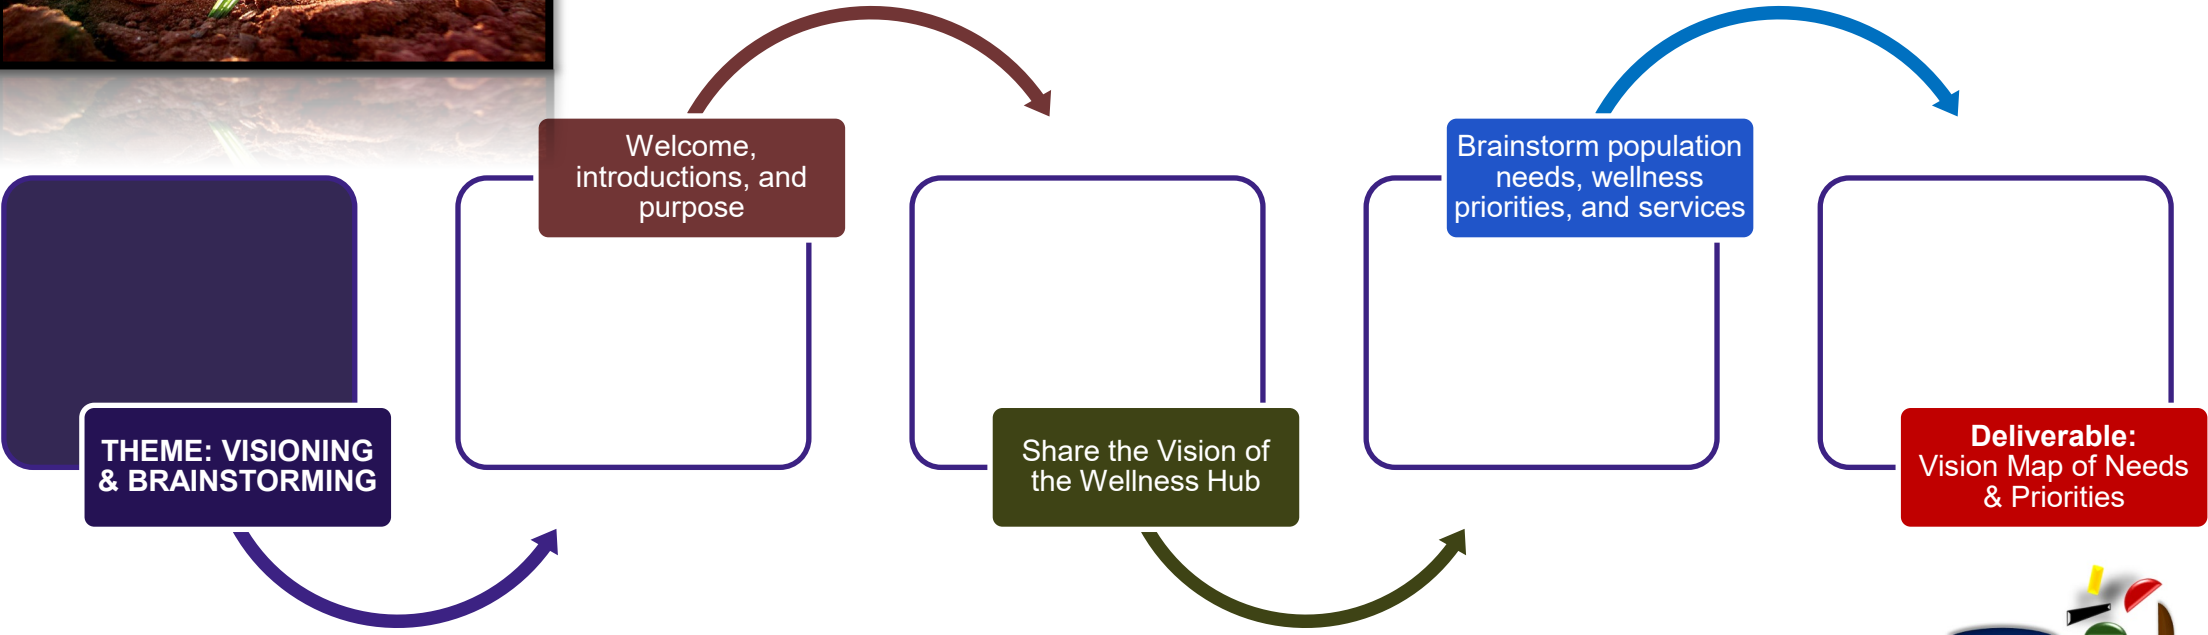 THEME: VISIONING
& BRAINSTORMING
Welcome,
introductions, and
purpose
Share the Vision of
the Wellness Hub
Brainstorm population
needs, wellness
priorities, and services
Deliverable:
Vision Map of Needs
& Priorities